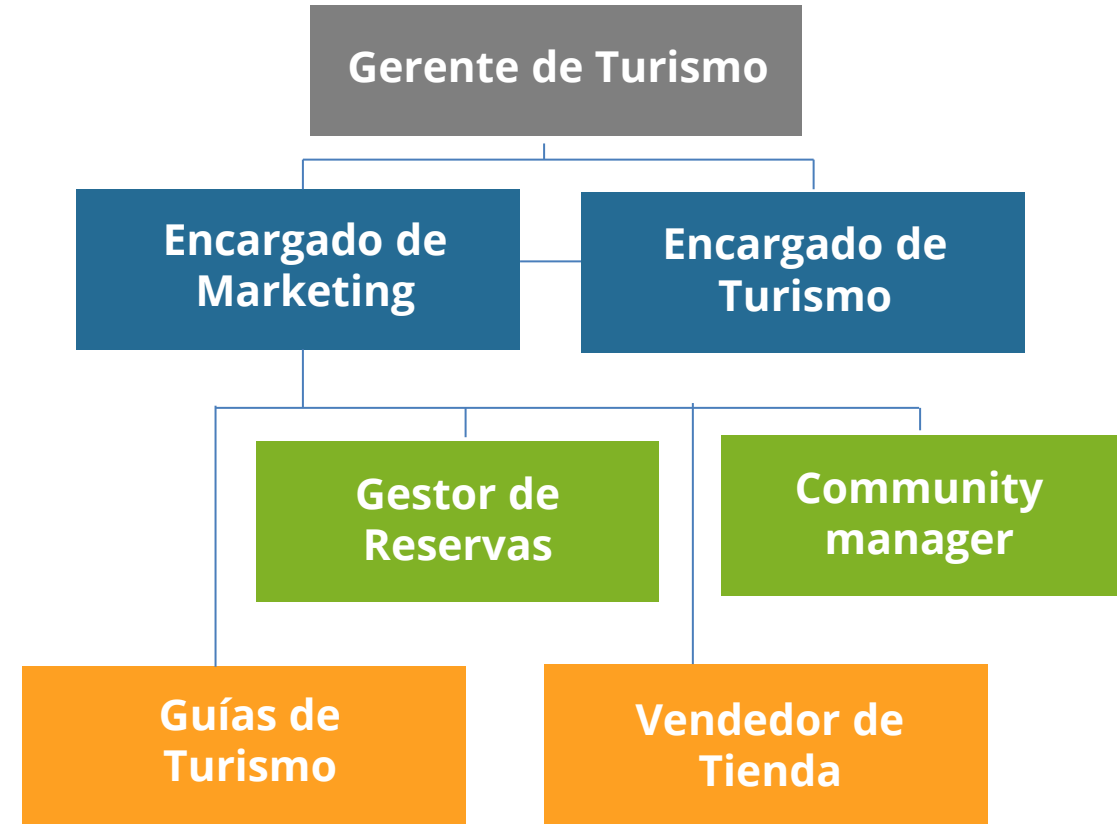 Gerente de Turismo
Encargado de
Marketing
Encargado de
Turismo
Gestor de
Reservas
Community
manager
Guías de
Turismo
Vendedor de
Tienda